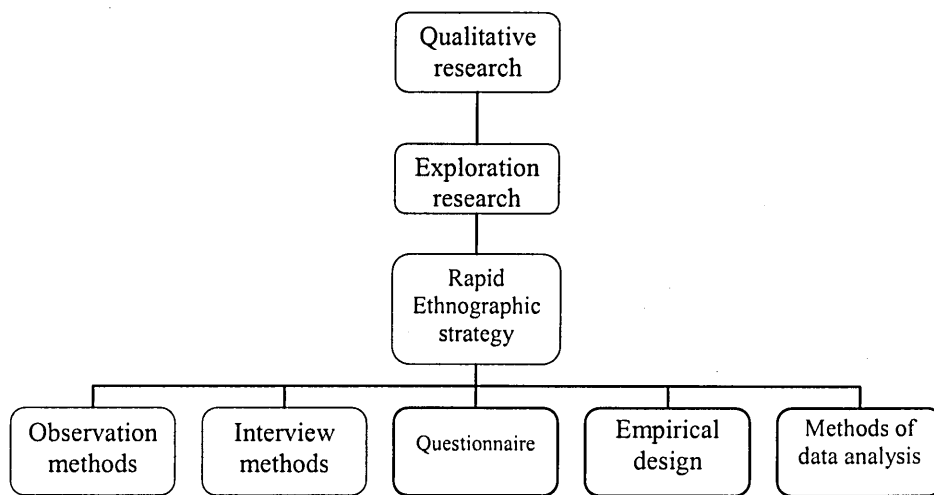 Qualitative
research
Exploration
research
Rapid
Ethnographic
strategy
Observation
methods
Interview
methods
Questionnaire
Empirical
design
Methods of
data analysis